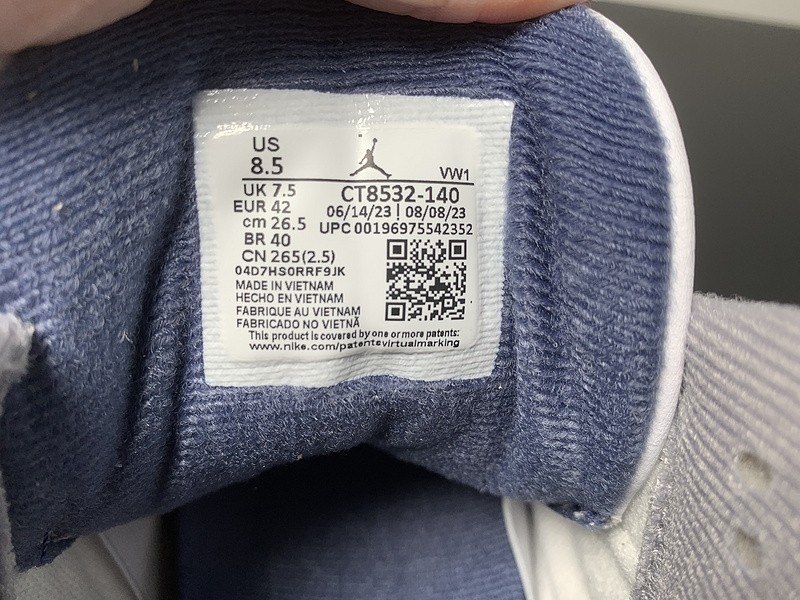 US
8.5
VW1
UK 7.5
CT8532-140
EUR 42
06/14/23 | 08/08/23
cm 26.5
UPC 00196975542352
BR 40
CN 265(2.5)
04D7HS0RRF9JK
MADE IN VIETNAM
HECHO EN VIETNAM
FABRIQUE AU VIETNAM
FABRICADO NO VIETNÃ
This product is covered by one or more patents:
www.nike.com/patentsvirtualmarking